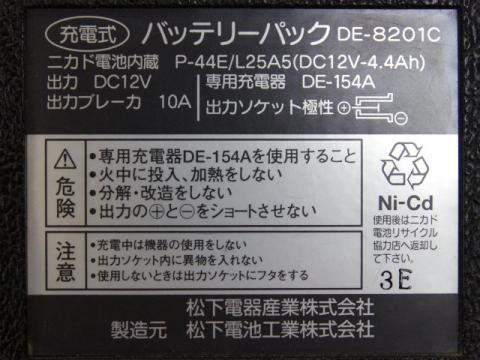 充電式 バッテリーパック DE-8201C
ニカド電池内蔵 P-44E/L25A5(DC12V-4.4Ah)
出力 DC12V 専用充電器 DE-154A
出力ブレーカ 10A 出力ソケット極性 ⊕ ⊖
危険
•専用充電器DE-154Aを使用すること
•火中に投入、加熱をしない
•分解・改造をしない
•出力の⊕と⊖をショートさせない
注意
•充電中は機器の使用をしない
•出力ソケット内に異物を入れない
•使用しないときは出力ソケットにフタをする
Ni-Cd
使用後はニカド
電池リサイクル
協力店へ返却し
て下さい。
3E
松下電器産業株式会社
製造元 松下電池工業株式会社